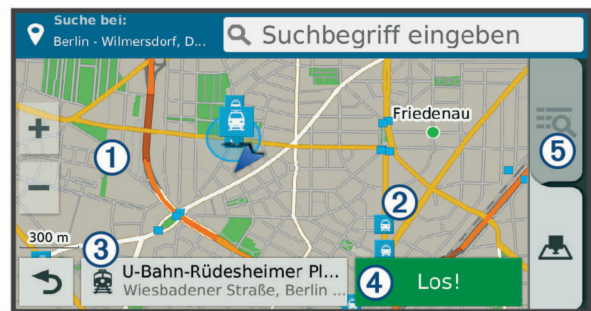 Suche bei:
Berlin - Wilmersdorf, D...
Suchbegriff eingeben
Friedenau
1
5
2
300 m
3
U-Bahn-Rüdesheimer Pl...
Wiesbadener Straße, Berlin ...
4
Los!